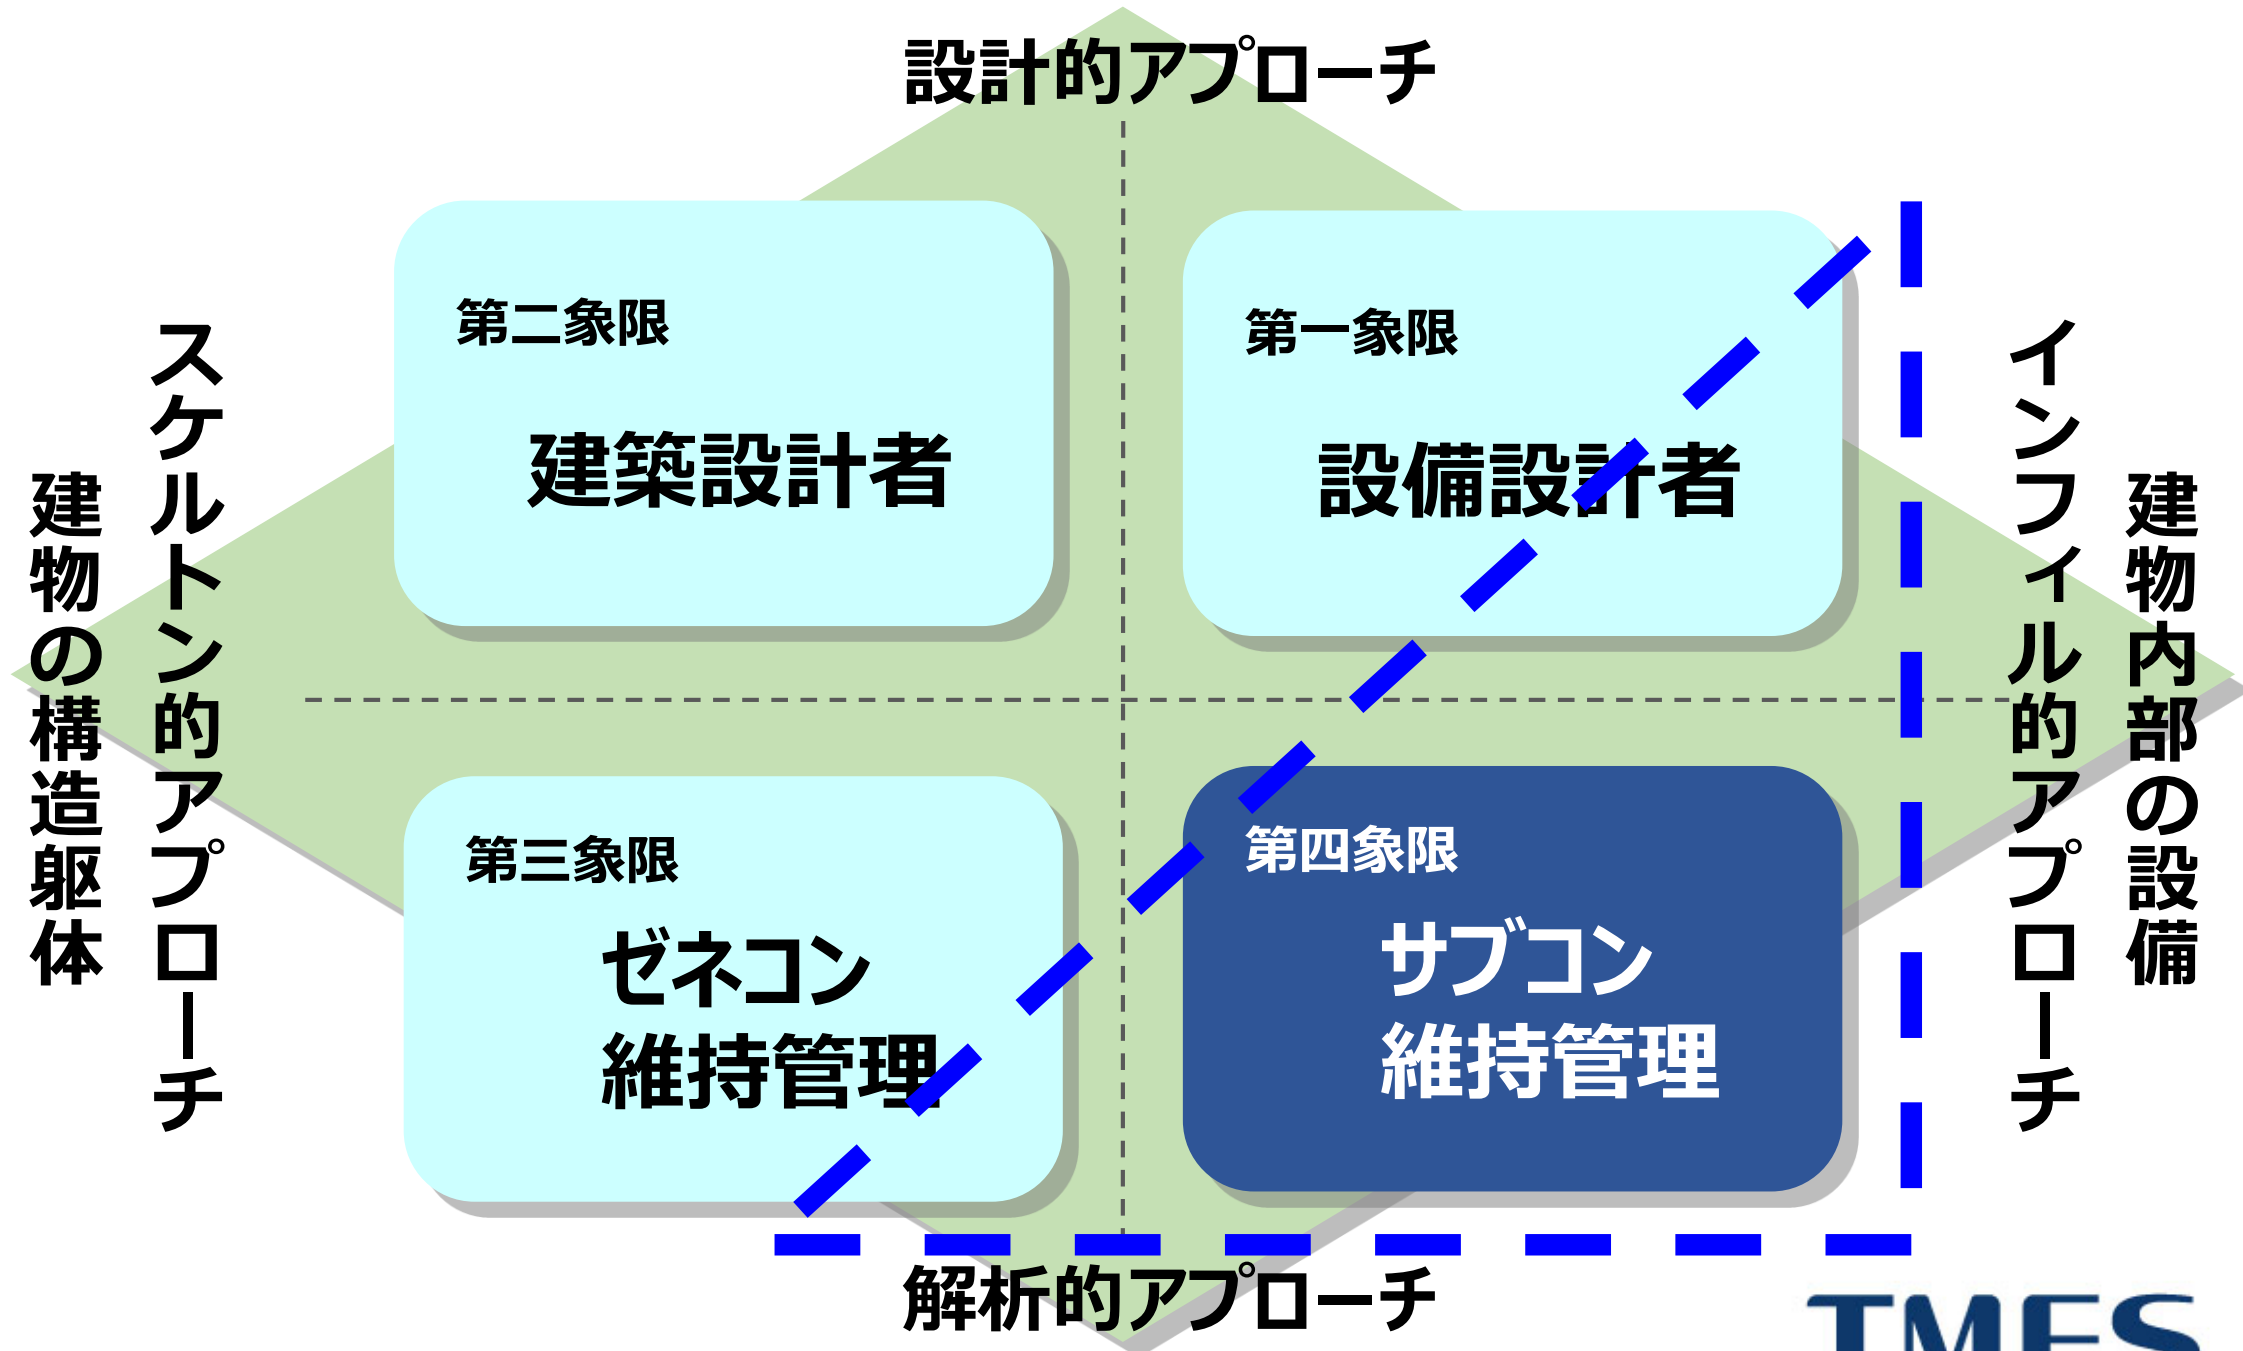 設計的アプローチ
第二象限
建築設計者
第一象限
設備設計者
スケルトン的アプローチ
建物の構造躯体
インフィル的アプローチ
建物内部の設備
第三象限
ゼネコン
維持管理
第四象限
サブコン
維持管理
解析的アプローチ
TMES